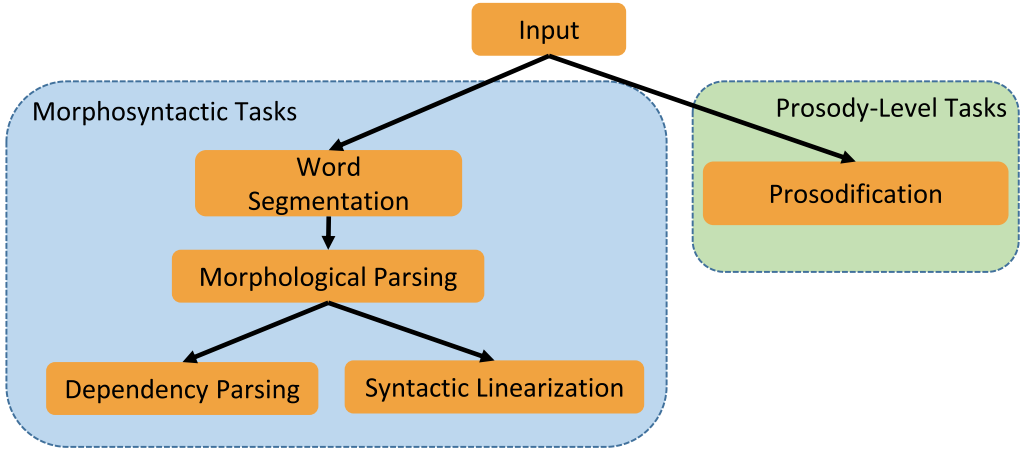 Input
Morphosyntactic Tasks
Prosody-Level Tasks
Word
Segmentation
Prosodification
Morphological Parsing
Dependency Parsing
Syntactic Linearization